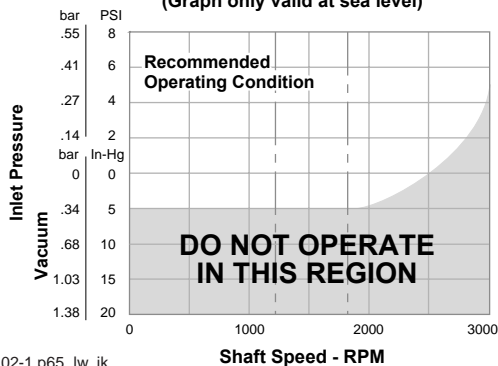 (Graph only valid at sea level)
bar PSI
.55 8
.41 6
.27 4
.14 2
bar In-Hg
0 0
.34 5
.68 10
1.03 15
1.38 20
Inlet Pressure
Vacuum
Recommended
Operating Condition
DO NOT OPERATE
IN THIS REGION
0 1000 2000 3000
Shaft Speed - RPM
02-1.p65, lw, jk